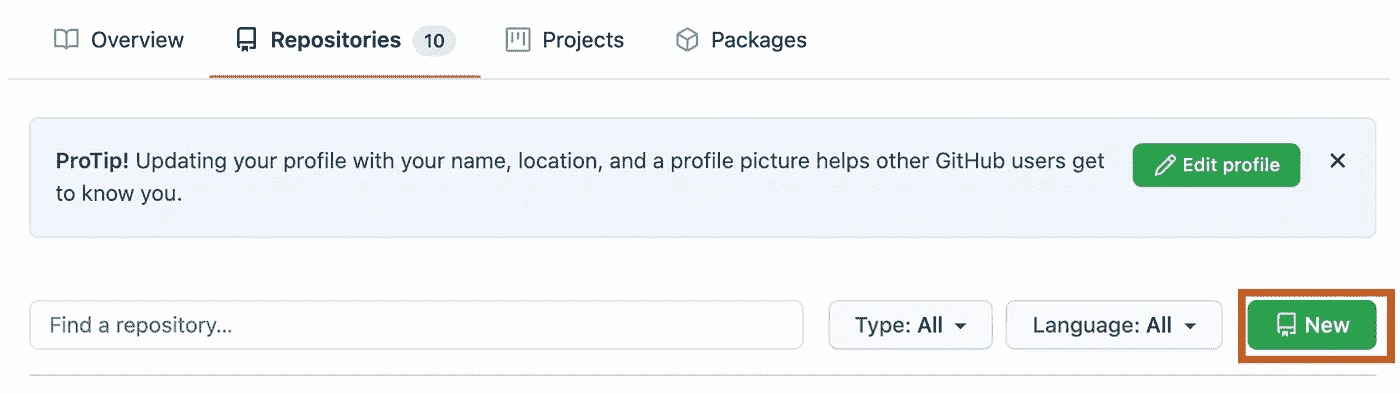 Overview Repositories 10 Projects Packages
ProTip! Updating your profile with your name, location, and a profile picture helps other GitHub users get
to know you.
Edit profile
Find a repository... Type: All Language: All New